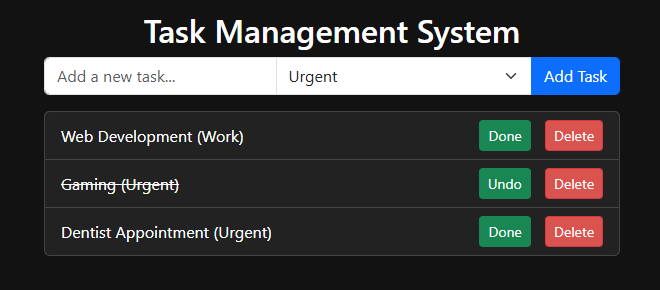 Task Management System
Add a new task... Urgent Add Task
Web Development (Work) Done Delete
Gaming (Urgent) Undo Delete
Dentist Appointment (Urgent) Done Delete